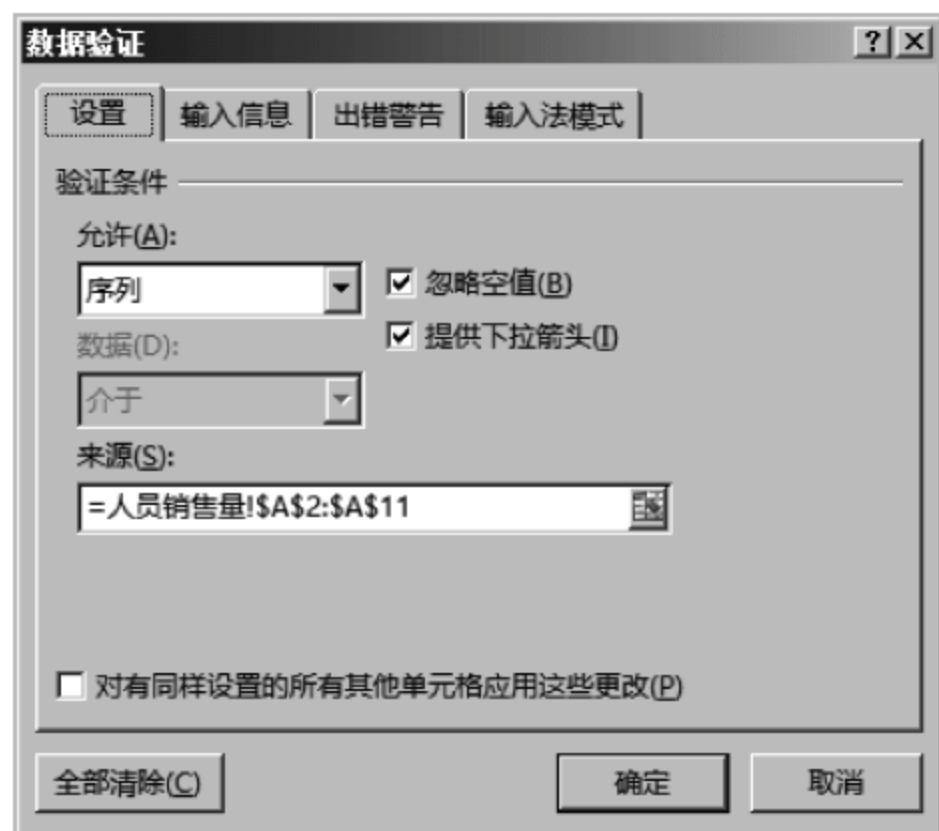 数据验证
设置 输入信息 出错警告 输入法模式
验证条件
允许(A):
序列 忽略空值(B)
数据(D): 提供下拉箭头(I)
介于
来源(S):
=人员销售量!$A$2:$A$11
对有同样设置的所有其他单元格应用这些更改(P)
全部清除(C) 确定 取消